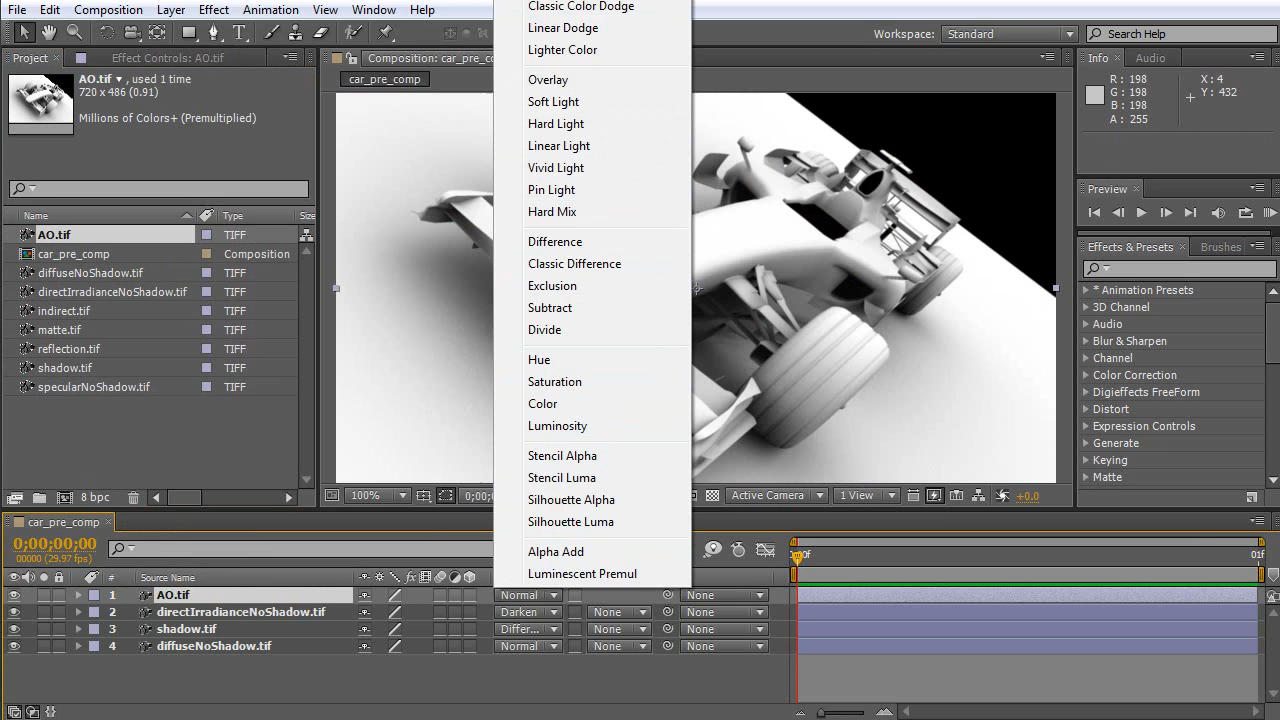 File Edit Composition Layer Effect Animation View Window Help
Classic Color Dodge
Linear Dodge
Lighter Color
Overlay
Soft Light
Hard Light
Linear Light
Vivid Light
Pin Light
Hard Mix
Difference
Classic Difference
Exclusion
Subtract
Divide
Hue
Saturation
Color
Luminosity
Stencil Alpha
Stencil Luma
Silhouette Alpha
Silhouette Luma
Alpha Add
Luminescent Premul
Workspace: Standard Search Help
Project Effect Controls: AO.tif
AO.tif , used 1 time
720 x 486 (0.91)
Millions of Colors+ (Premultiplied)
Name Type Size
AO.tif TIFF
car_pre_comp Composition
diffuseNoShadow.tif TIFF
directIrradianceNoShadow.tif TIFF
indirect.tif TIFF
matte.tif TIFF
reflection.tif TIFF
shadow.tif TIFF
specularNoShadow.tif TIFF
8 bpc
Composition: car_pre_com
car_pre_comp
100% 0;00; Active Camera 1 View +0.0
Info Audio
R : 198 X : 4
G : 198 Y : 432
B : 198
A : 255
Preview
Effects & Presets Brushes
* Animation Presets
3D Channel
Audio
Blur & Sharpen
Channel
Color Correction
Digieffects FreeForm
Distort
Expression Controls
Generate
Keying
Matte
car_pre_comp
0;00;00;00
00000 (29.97 fps)
# Source Name
00f 01f
1 AO.tif Normal None
2 directIrradianceNoShadow.tif Darken None None
3 shadow.tif Differ... None None
4 diffuseNoShadow.tif Normal None None